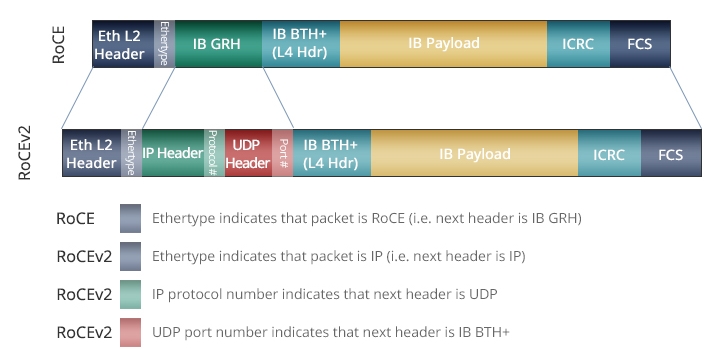 RoCE
Eth L2 Header
Ethertype
IB GRH
IB BTH+ (L4 Hdr)
IB Payload
ICRC
FCS
RoCEv2
Eth L2 Header
Ethertype
IP Header
Protocol #
UDP Header
Port #
IB BTH+ (L4 Hdr)
IB Payload
ICRC
FCS
RoCE Ethertype indicates that packet is RoCE (i.e. next header is IB GRH)
RoCEv2 Ethertype indicates that packet is IP (i.e. next header is IP)
RoCEv2 IP protocol number indicates that next header is UDP
RoCEv2 UDP port number indicates that next header is IB BTH+